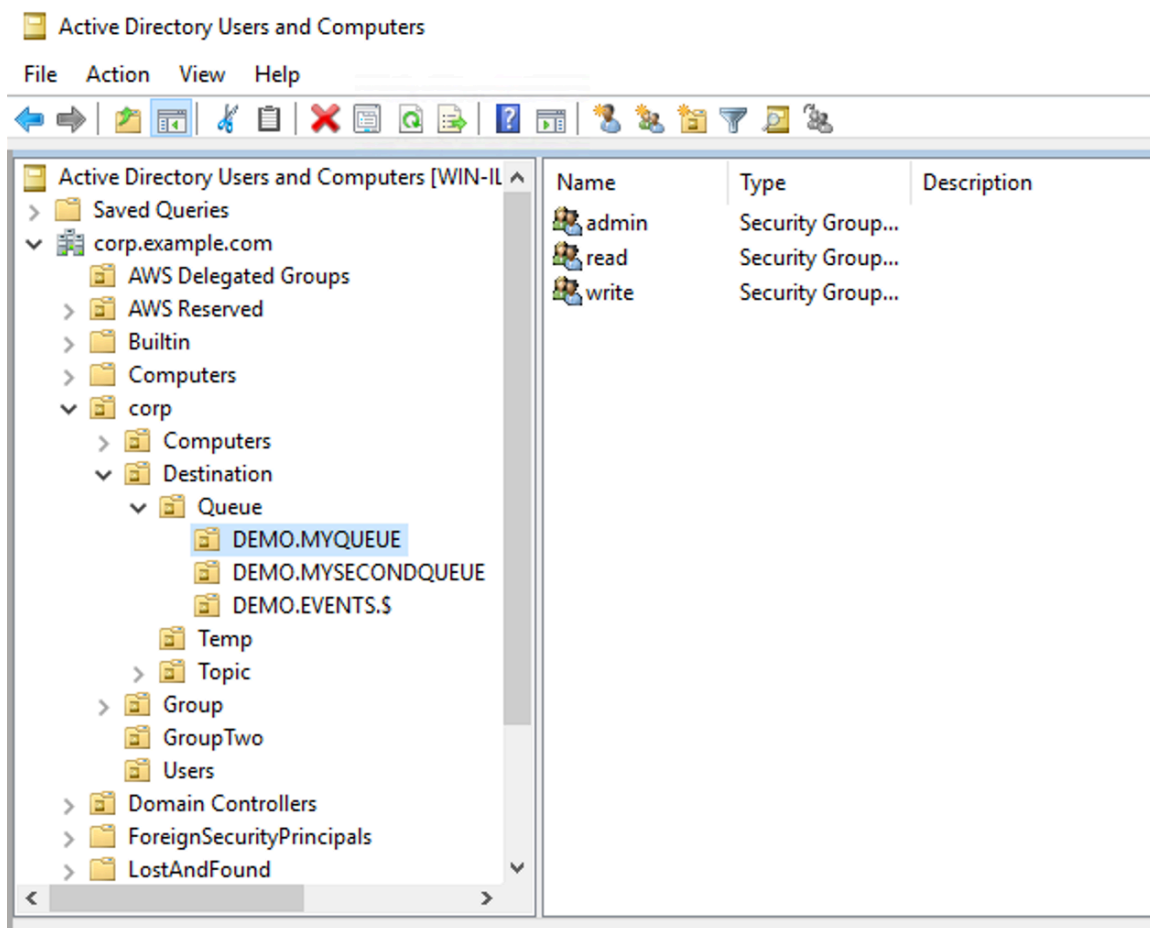 Active Directory Users and Computers
File Action View Help
Active Directory Users and Computers [WIN-IL
Saved Queries
corp.example.com
AWS Delegated Groups
AWS Reserved
Builtin
Computers
corp
Computers
Destination
Queue
DEMO.MYQUEUE
DEMO.MYSECONDQUEUE
DEMO.EVENTS.$
Temp
Topic
Group
GroupTwo
Users
Domain Controllers
ForeignSecurityPrincipals
LostAndFound
Name Type Description
admin Security Group...
read Security Group...
write Security Group...